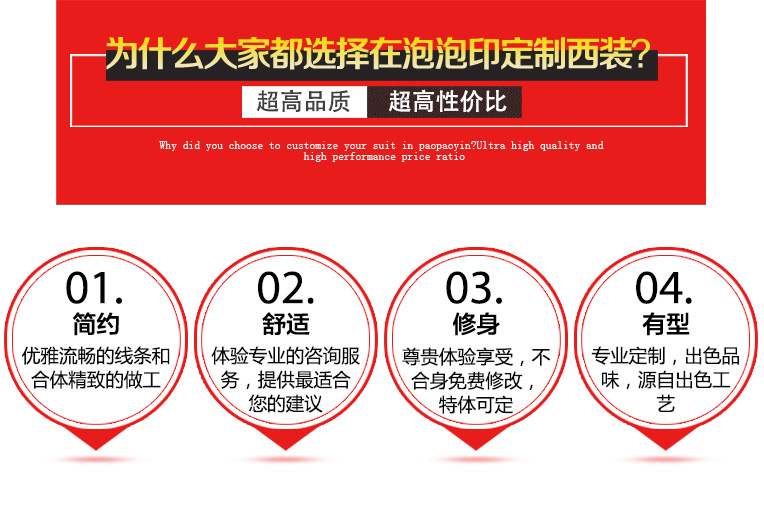 为什么大家都选择在泡泡印定制西装?
超高品质 超高性价比
Why did you choose to customize your suit in paopaoyin?Ultra high quality and
high performance price ratio
01.
简约
优雅流畅的线条和
合体精致的做工
02.
舒适
体验专业的咨询服
务，提供最适合
您的建议
03.
修身
尊贵体验享受，不
合身免费修改，
特体可定
04.
有型
专业定制，出色品
味，源自出色工
艺